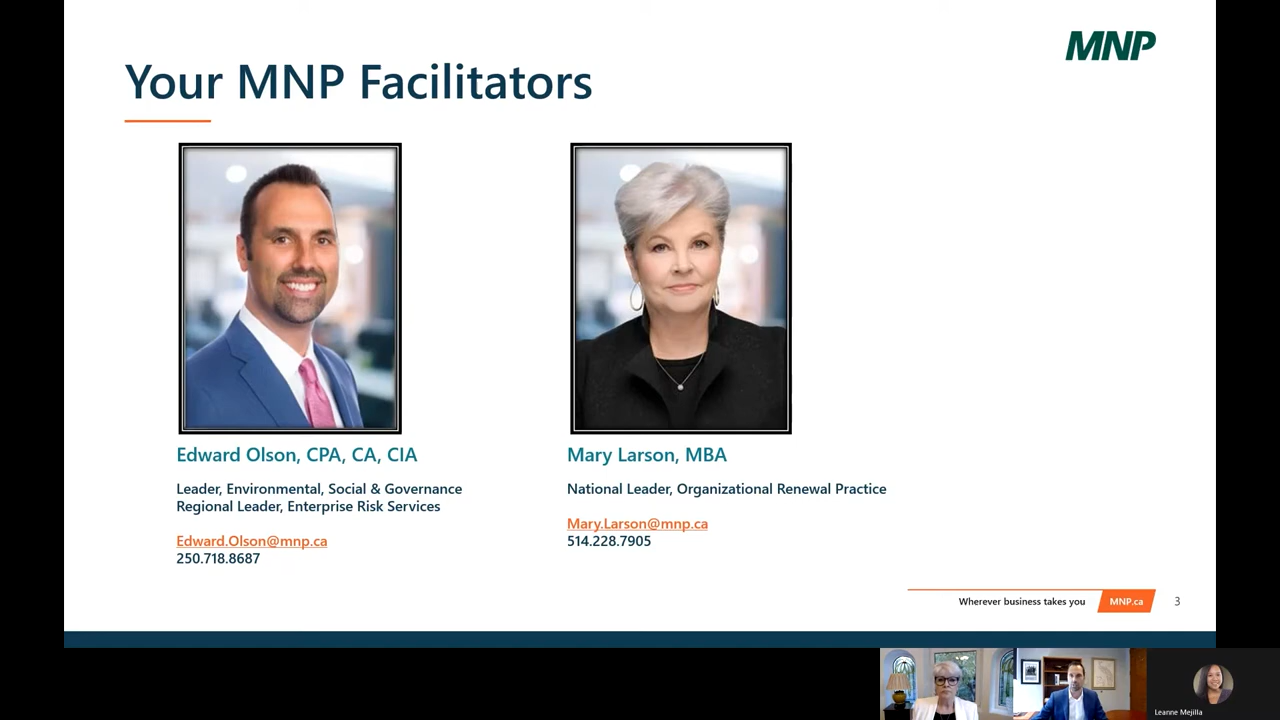 MNP
Your MNP Facilitators
Edward Olson, CPA, CA, CIA
Leader, Environmental, Social & Governance
Regional Leader, Enterprise Risk Services
Edward.Olson@mnp.ca
250.718.8687
Mary Larson, MBA
National Leader, Organizational Renewal Practice
Mary.Larson@mnp.ca
514.228.7905
Wherever business takes you
MNP.ca
3
Leanne Mejilla